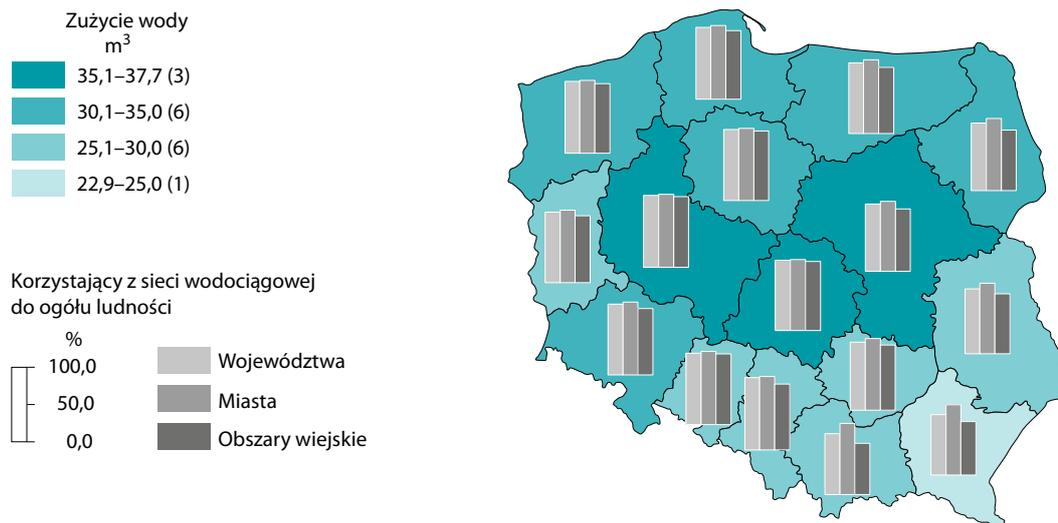 Zużycie wody
m³
35,1–37,7 (3)
30,1–35,0 (6)
25,1–30,0 (6)
22,9–25,0 (1)
Korzystający z sieci wodociągowej
do ogółu ludności
%
100,0
50,0
0,0
Województwa
Miasta
Obszary wiejskie